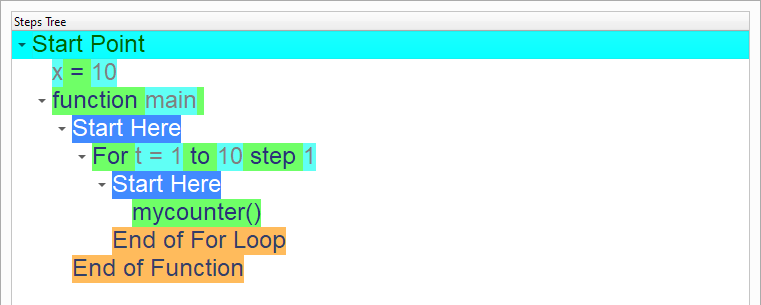 Steps Tree
Start Point
x = 10
function main
Start Here
For t = 1 to 10 step 1
Start Here
mycounter()
End of For Loop
End of Function